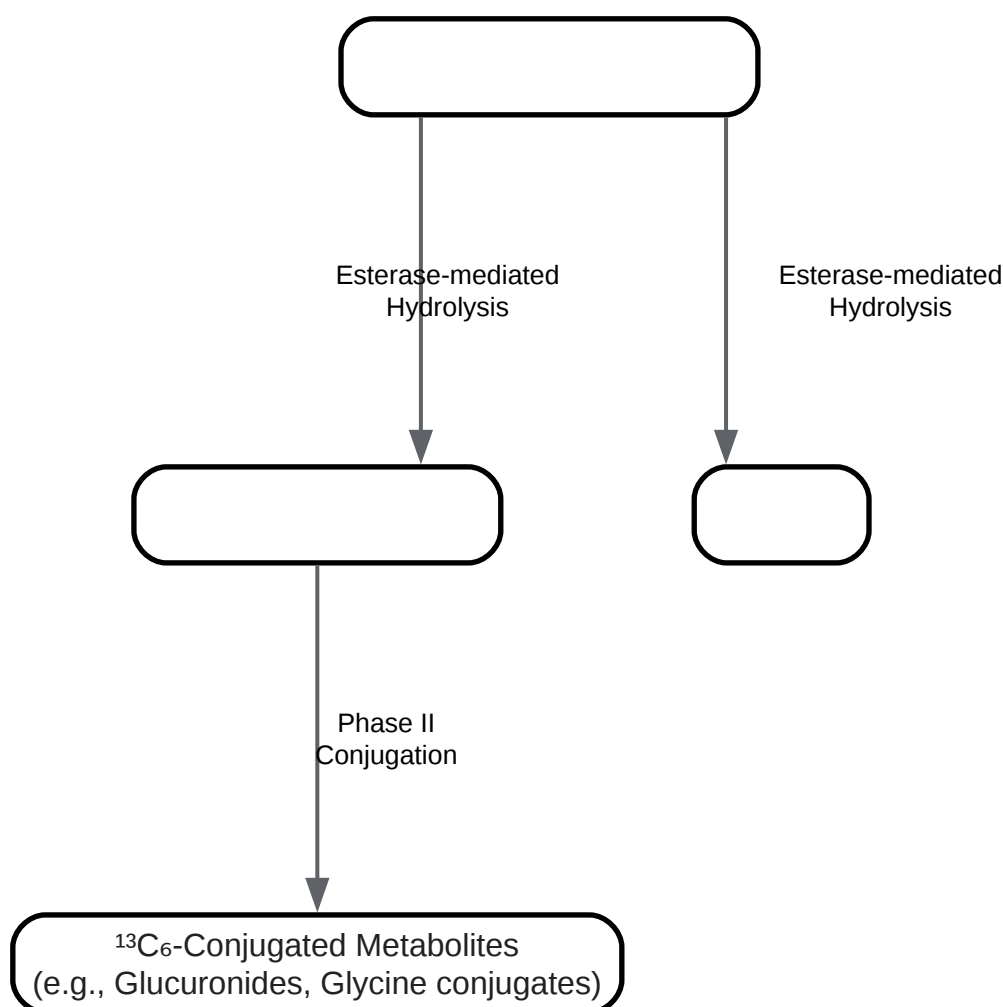 Esterase-mediated
Hydrolysis
Esterase-mediated
Hydrolysis
Phase II
Conjugation
¹³C₆-Conjugated Metabolites
(e.g., Glucuronides, Glycine conjugates)